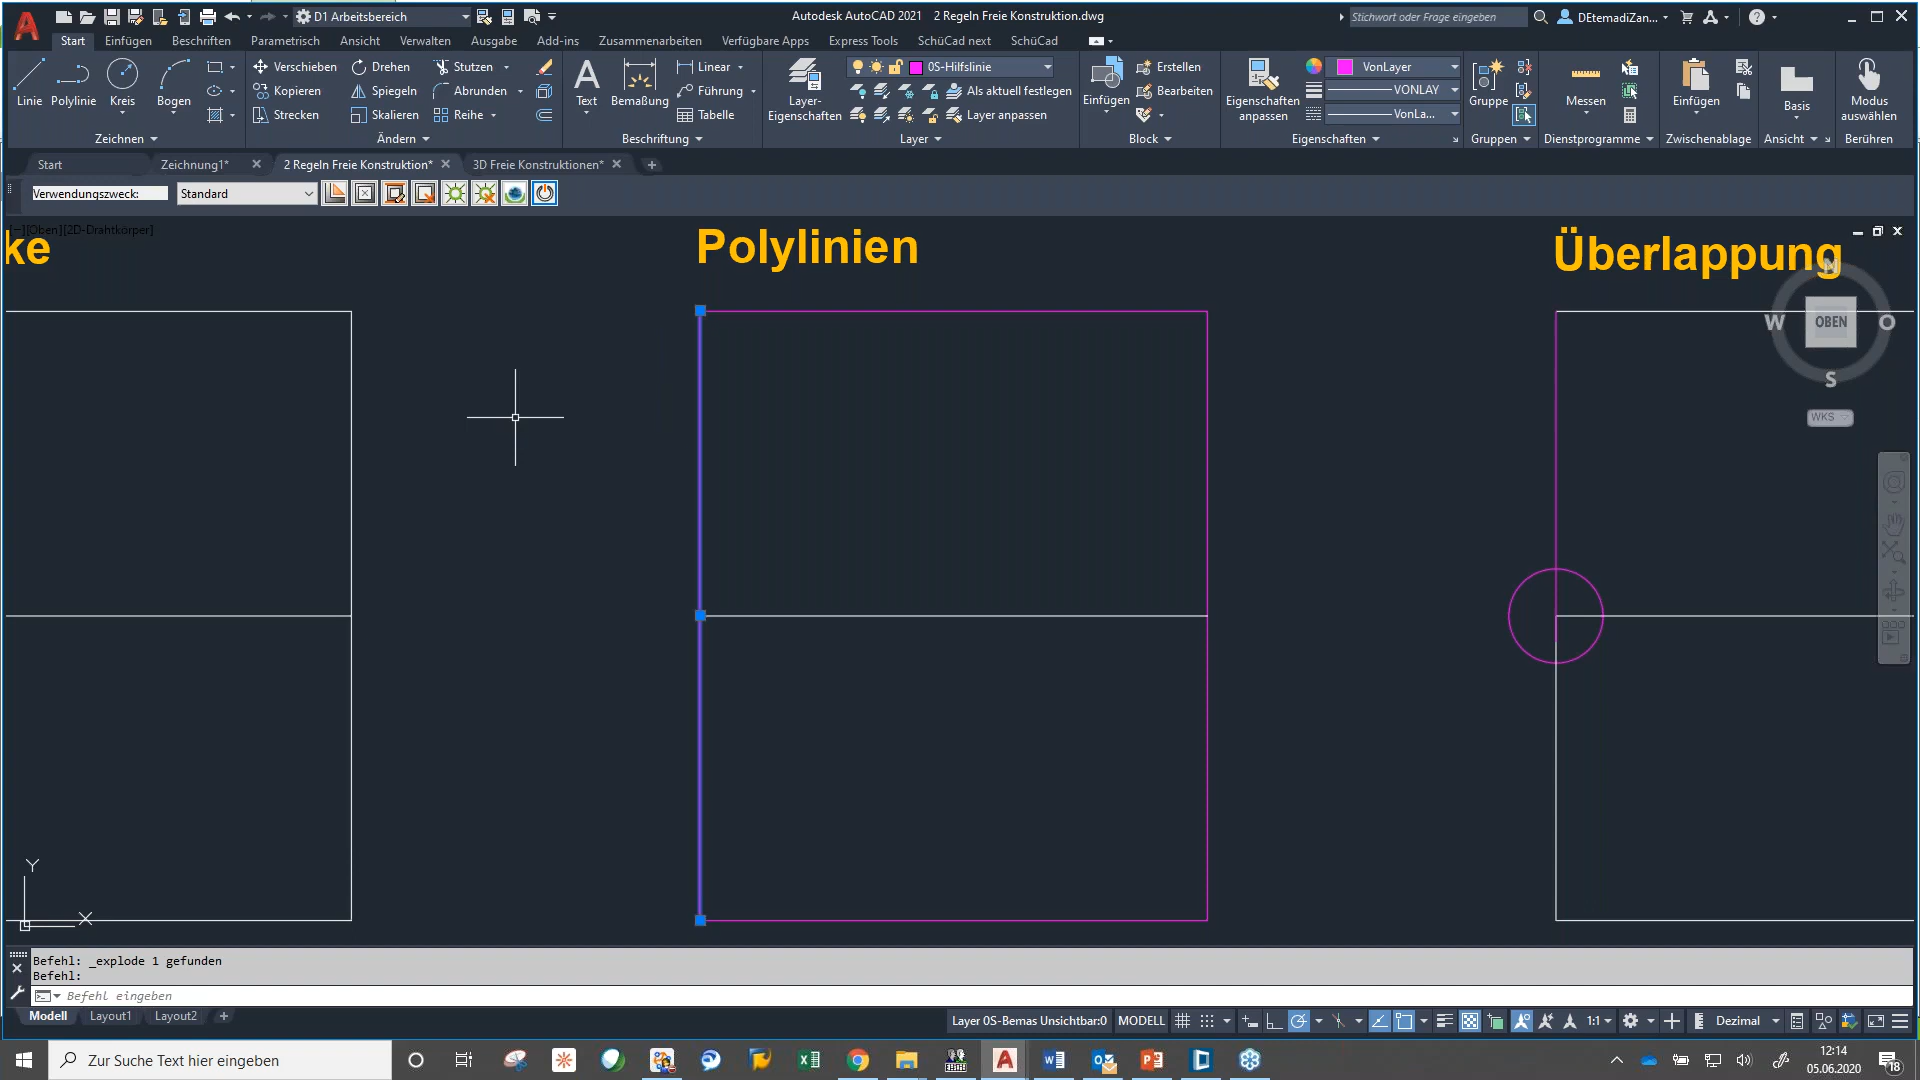 D1 Arbeitsbereich
Autodesk AutoCAD 2021 2 Regeln Freie Konstruktion.dwg
Stichwort oder Frage eingeben
DEtemadiZan...
Start Einfügen Beschriften Parametrisch Ansicht Verwalten Ausgabe Add-ins Zusammenarbeiten Verfügbare Apps Express Tools SchüCad next SchüCad
Linie
Polylinie
Kreis
Bogen
Verschieben
Drehen
Stutzen
Kopieren
Spiegeln
Abrunden
Strecken
Skalieren
Reihe
Text
Bemaßung
Linear
Führung
Tabelle
Layer-
Eigenschaften
0S-Hilfslinie
Als aktuell festlegen
Layer anpassen
Einfügen
Erstellen
Bearbeiten
Eigenschaften
anpassen
VonLayer
VONLAY
VonLa...
Gruppe
Messen
Einfügen
Basis
Modus
auswählen
Zeichnen
Ändern
Beschriftung
Layer
Block
Eigenschaften
Gruppen
Dienstprogramme
Zwischenablage
Ansicht
Berühren
Start
Zeichnung1*
2 Regeln Freie Konstruktion*
3D Freie Konstruktionen*
Verwendungszweck:
Standard
[−][Oben][2D-Drahtkörper]
ke
Polylinien
Überlappung
N
W
OBEN
O
S
WKS
Y
X
Befehl: _explode 1 gefunden
Befehl:
Befehl eingeben
Modell Layout1 Layout2
Layer 0S-Bemas Unsichtbar:0
MODELL
1:1
Dezimal
Zur Suche Text hier eingeben
12:14
05.06.2020
18